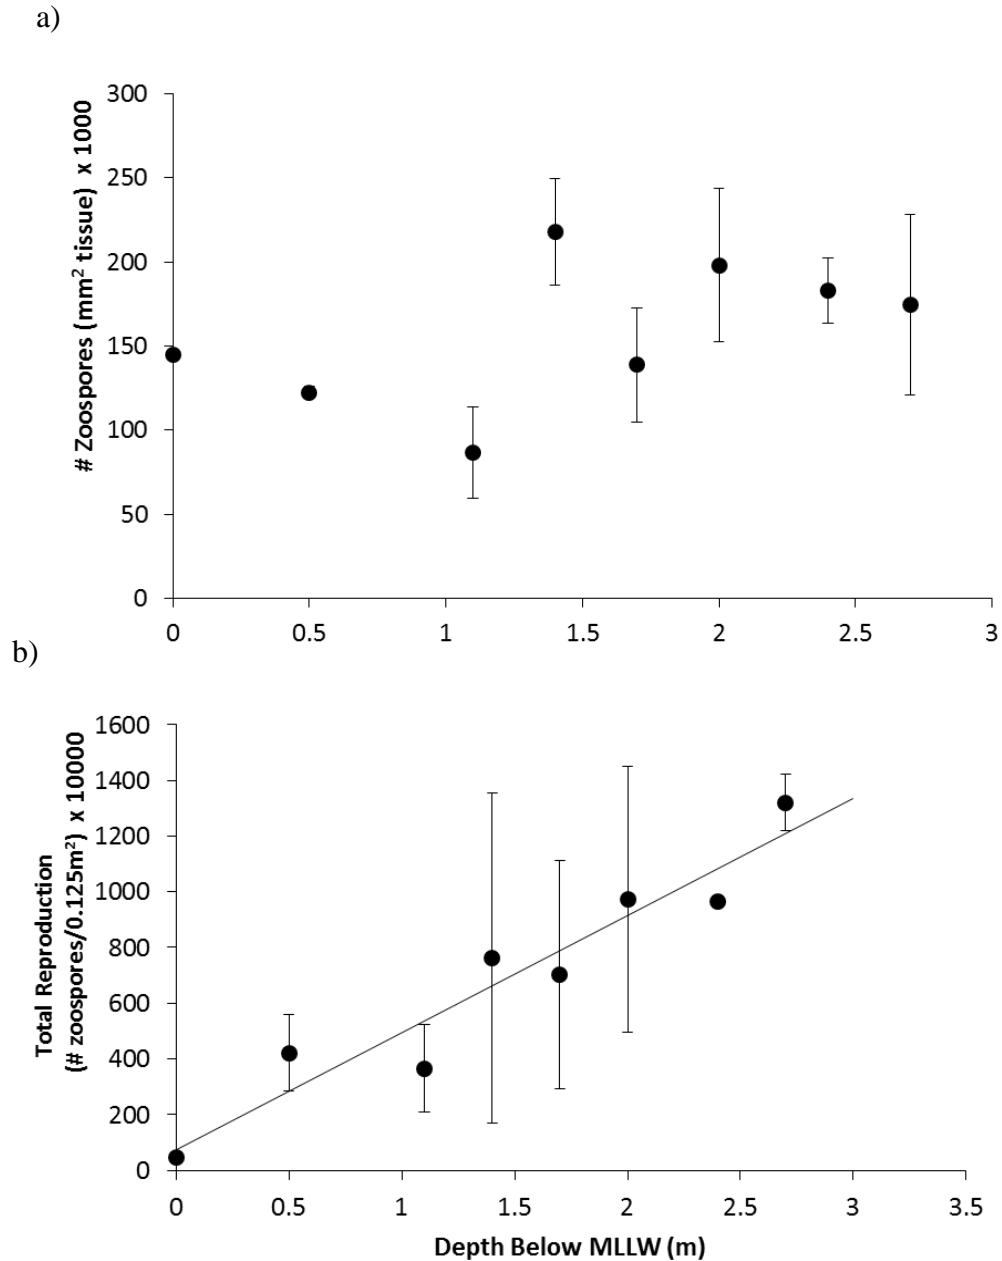 a)
# Zoospores (mm² tissue) x 1000
300
250
200
150
100
50
0
0 0.5 1 1.5 2 2.5 3
b)
Total Reproduction
(# zoospores/0.125m²) x 10000
1600
1400
1200
1000
800
600
400
200
0
0 0.5 1 1.5 2 2.5 3 3.5
Depth Below MLLW (m)